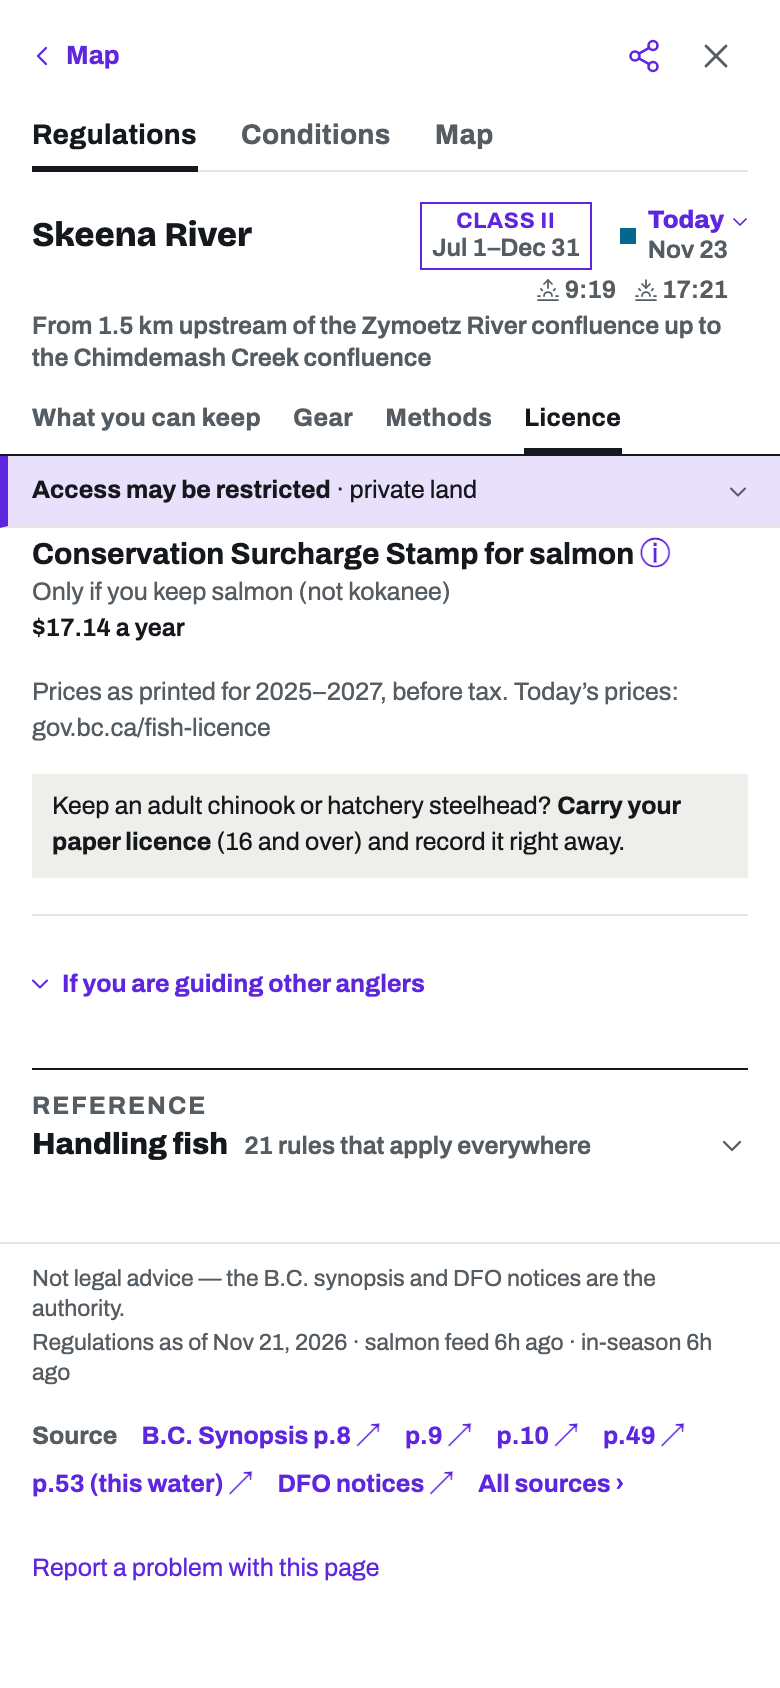 Map
Regulations Conditions Map
Skeena River
CLASS II
Jul 1–Dec 31
Today
Nov 23
9:19 17:21
From 1.5 km upstream of the Zymoetz River confluence up to
the Chimdemash Creek confluence
What you can keep Gear Methods Licence
Access may be restricted · private land
Conservation Surcharge Stamp for salmon
Only if you keep salmon (not kokanee)
$17.14 a year
Prices as printed for 2025–2027, before tax. Today’s prices:
gov.bc.ca/fish-licence
Keep an adult chinook or hatchery steelhead? Carry your
paper licence (16 and over) and record it right away.
If you are guiding other anglers
REFERENCE
Handling fish 21 rules that apply everywhere
Not legal advice — the B.C. synopsis and DFO notices are the
authority.
Regulations as of Nov 21, 2026 · salmon feed 6h ago · in-season 6h
ago
Source B.C. Synopsis p.8 ↗ p.9 ↗ p.10 ↗ p.49 ↗
p.53 (this water) ↗ DFO notices ↗ All sources ›
Report a problem with this page